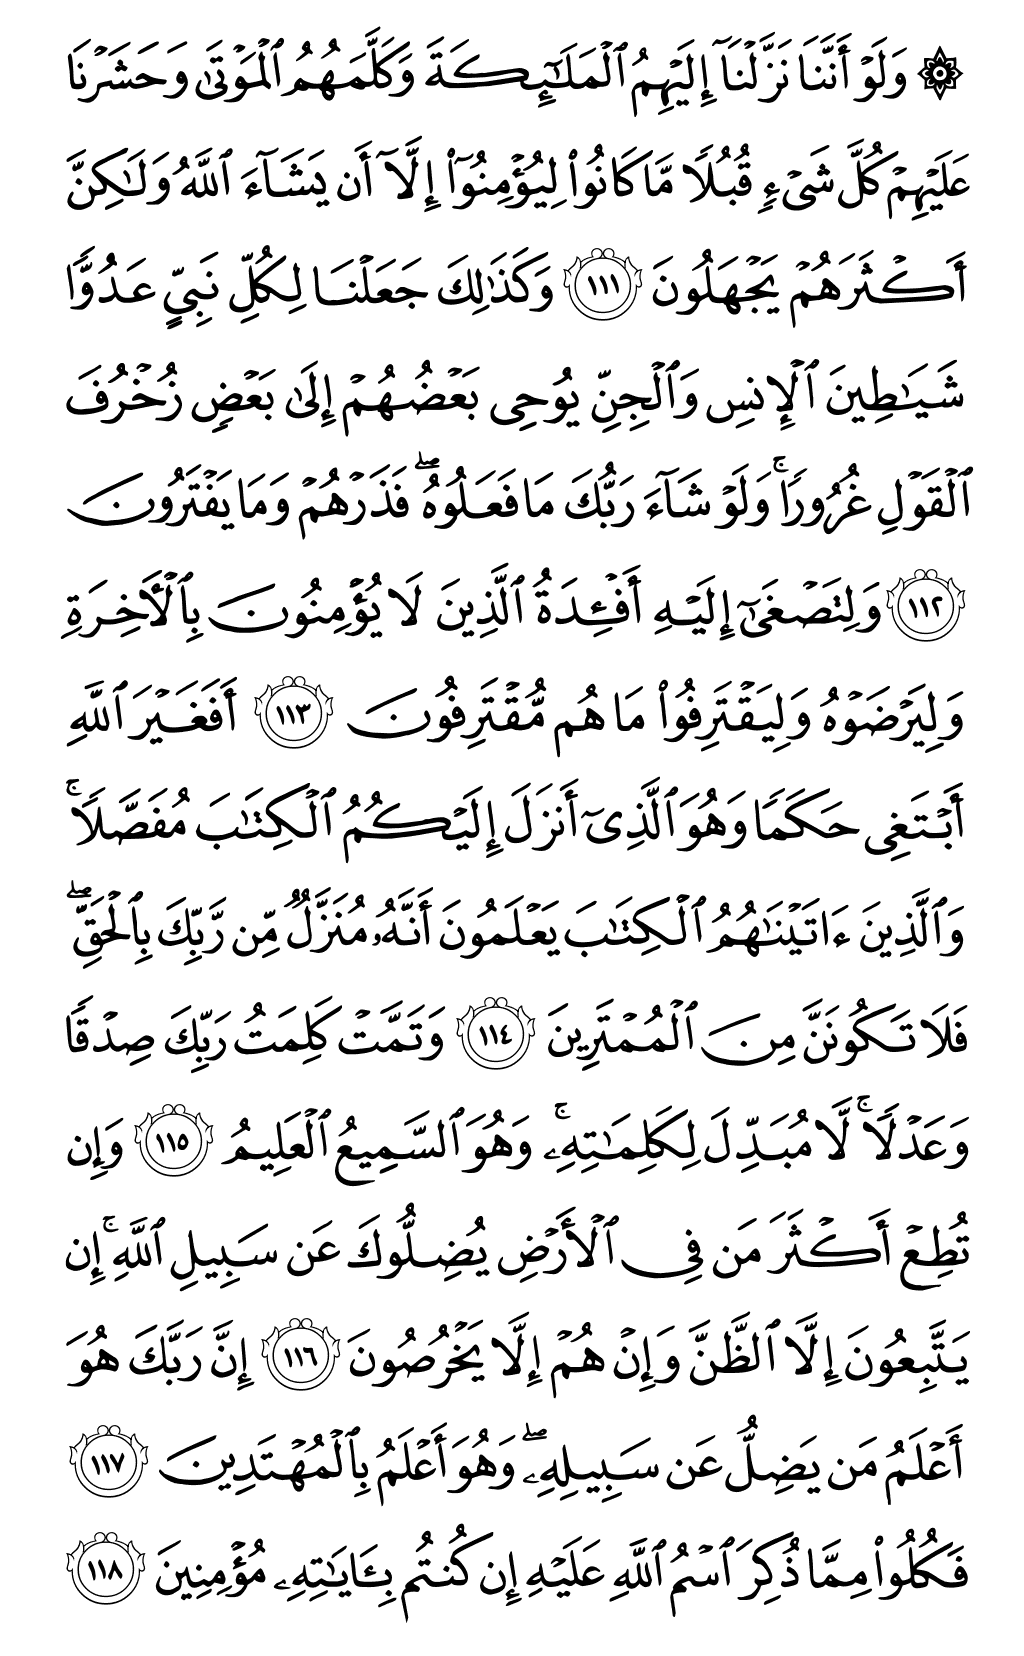 ۞ وَلَوْ أَنَّنَا نَزَّلْنَآ إِلَيْهِمُ ٱلْمَلَٰٓئِكَةَ وَكَلَّمَهُمُ ٱلْمَوْتَىٰ وَحَشَرْنَا
عَلَيْهِمْ كُلَّ شَىْءٍ قُبُلًا مَّا كَانُوا۟ لِيُؤْمِنُوٓا۟ إِلَّآ أَن يَشَآءَ ٱللَّهُ وَلَٰكِنَّ
أَكْثَرَهُمْ يَجْهَلُونَ ١١١ وَكَذَٰلِكَ جَعَلْنَا لِكُلِّ نَبِىٍّ عَدُوًّا
شَيَٰطِينَ ٱلْإِنسِ وَٱلْجِنِّ يُوحِى بَعْضُهُمْ إِلَىٰ بَعْضٍ زُخْرُفَ
ٱلْقَوْلِ غُرُورًا ۚ وَلَوْ شَآءَ رَبُّكَ مَا فَعَلُوهُ ۖ فَذَرْهُمْ وَمَا يَفْتَرُونَ
١١٢ وَلِتَصْغَىٰٓ إِلَيْهِ أَفْـِٔدَةُ ٱلَّذِينَ لَا يُؤْمِنُونَ بِٱلْـَٔاخِرَةِ
وَلِيَرْضَوْهُ وَلِيَقْتَرِفُوا۟ مَا هُم مُّقْتَرِفُونَ ١١٣ أَفَغَيْرَ ٱللَّهِ
أَبْتَغِى حَكَمًا وَهُوَ ٱلَّذِىٓ أَنزَلَ إِلَيْكُمُ ٱلْكِتَٰبَ مُفَصَّلًا ۚ
وَٱلَّذِينَ ءَاتَيْنَٰهُمُ ٱلْكِتَٰبَ يَعْلَمُونَ أَنَّهُۥ مُنَزَّلٌ مِّن رَّبِّكَ بِٱلْحَقِّ ۖ
فَلَا تَكُونَنَّ مِنَ ٱلْمُمْتَرِينَ ١١٤ وَتَمَّتْ كَلِمَتُ رَبِّكَ صِدْقًا
وَعَدْلًا ۚ لَّا مُبَدِّلَ لِكَلِمَٰتِهِۦ ۚ وَهُوَ ٱلسَّمِيعُ ٱلْعَلِيمُ ١١٥ وَإِن
تُطِعْ أَكْثَرَ مَن فِى ٱلْأَرْضِ يُضِلُّوكَ عَن سَبِيلِ ٱللَّهِ ۚ إِن
يَتَّبِعُونَ إِلَّا ٱلظَّنَّ وَإِنْ هُمْ إِلَّا يَخْرُصُونَ ١١٦ إِنَّ رَبَّكَ هُوَ
أَعْلَمُ مَن يَضِلُّ عَن سَبِيلِهِۦ ۖ وَهُوَ أَعْلَمُ بِٱلْمُهْتَدِينَ ١١٧
فَكُلُوا۟ مِمَّا ذُكِرَ ٱسْمُ ٱللَّهِ عَلَيْهِ إِن كُنتُم بِـَٔايَٰتِهِۦ مُؤْمِنِينَ ١١٨